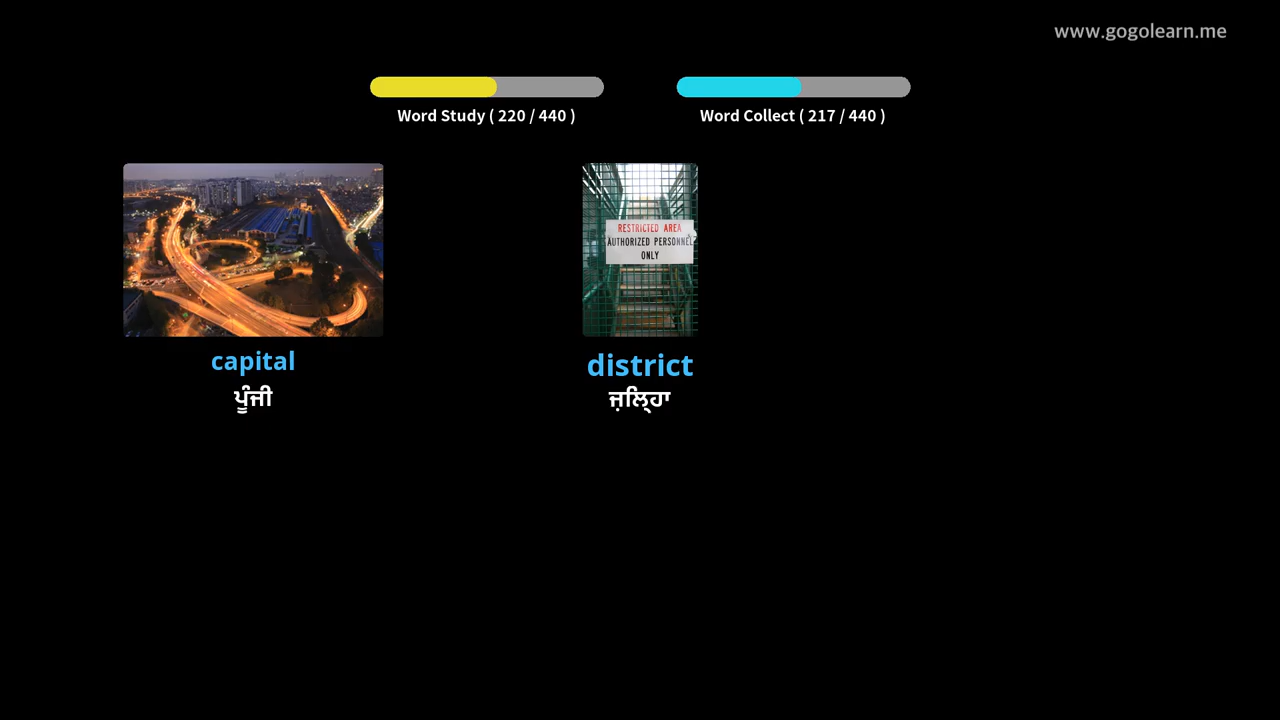 www.gogolearn.me
Word Study ( 220 / 440 )
Word Collect ( 217 / 440 )
RESTRICTED AREA
AUTHORIZED PERSONNEL
ONLY
capital
ਪੂੰਜੀ
district
ਜ਼ਲ੍ਹਿਾ